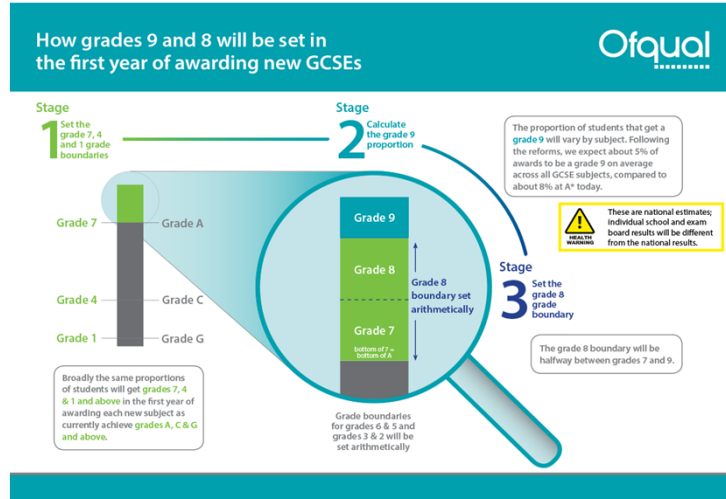 How grades 9 and 8 will be set in
the first year of awarding new GCSEs
Ofqual
Stage
1
Set the
grade 7, 4
and 1 grade
boundaries
Stage
2
Calculate
the grade 9
proportion
The proportion of students that get a
grade 9 will vary by subject. Following
the reforms, we expect about 5% of
awards to be a grade 9 on average
across all GCSE subjects, compared to
about 8% at A* today.
HEALTH
WARNING
These are national estimates;
individual school and exam
board results will be different
from the national results.
Stage
3
Set the
grade 8
grade
boundary
The grade 8 boundary will be
halfway between grades 7 and 9.
Grade 7
Grade A
Grade 4
Grade C
Grade 1
Grade G
Grade 9
Grade 8
Grade 8
boundary set
arithmetically
Grade 7
bottom of 7 =
bottom of A
Broadly the same proportions
of students will get grades 7, 4
& 1 and above in the first year of
awarding each new subject as
currently achieve grades A, C & G
and above.
Grade boundaries
for grades 6 & 5 and
grades 3 & 2 will be
set arithmetically